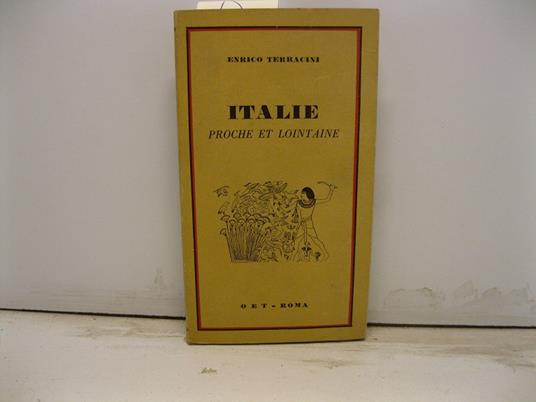 ENRICO TERRACINI
ITALIE
PROCHE ET LOINTAINE
O E T - ROMA